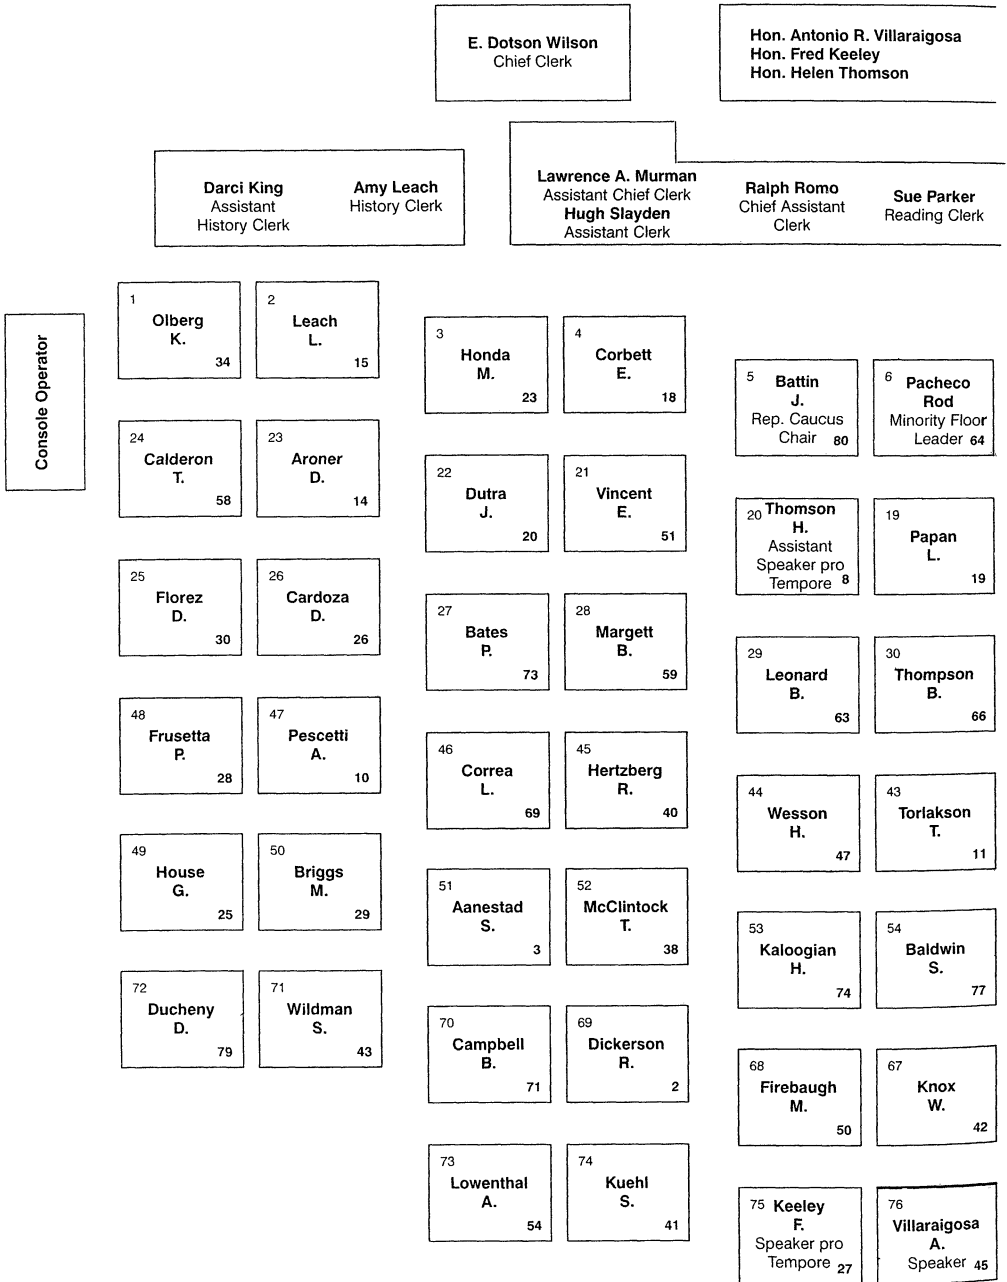 E. Dotson Wilson
Chief Clerk
Hon. Antonio R. Villaraigosa
Hon. Fred Keeley
Hon. Helen Thomson
Darci King
Assistant
History Clerk
Amy Leach
History Clerk
Lawrence A. Murman
Assistant Chief Clerk
Hugh Slayden
Assistant Clerk
Ralph Romo
Chief Assistant
Clerk
Sue Parker
Reading Clerk
Console Operator
1
Olberg
K.
34
2
Leach
L.
15
3
Honda
M.
23
4
Corbett
E.
18
5
Battin
J.
Rep. Caucus
Chair 80
6
Pacheco
Rod
Minority Floor
Leader 64
24
Calderon
T.
58
23
Aroner
D.
14
22
Dutra
J.
20
21
Vincent
E.
51
20 Thomson
H.
Assistant
Speaker pro
Tempore 8
19
Papan
L.
19
25
Florez
D.
30
26
Cardoza
D.
26
27
Bates
P.
73
28
Margett
B.
59
29
Leonard
B.
63
30
Thompson
B.
66
48
Frusetta
P.
28
47
Pescetti
A.
10
46
Correa
L.
69
45
Hertzberg
R.
40
44
Wesson
H.
47
43
Torlakson
T.
11
49
House
G.
25
50
Briggs
M.
29
51
Aanestad
S.
3
52
McClintock
T.
38
53
Kaloogian
H.
74
54
Baldwin
S.
77
72
Ducheny
D.
79
71
Wildman
S.
43
70
Campbell
B.
71
69
Dickerson
R.
2
68
Firebaugh
M.
50
67
Knox
W.
42
73
Lowenthal
A.
54
74
Kuehl
S.
41
75 Keeley
F.
Speaker pro
Tempore 27
76
Villaraigosa
A.
Speaker 45